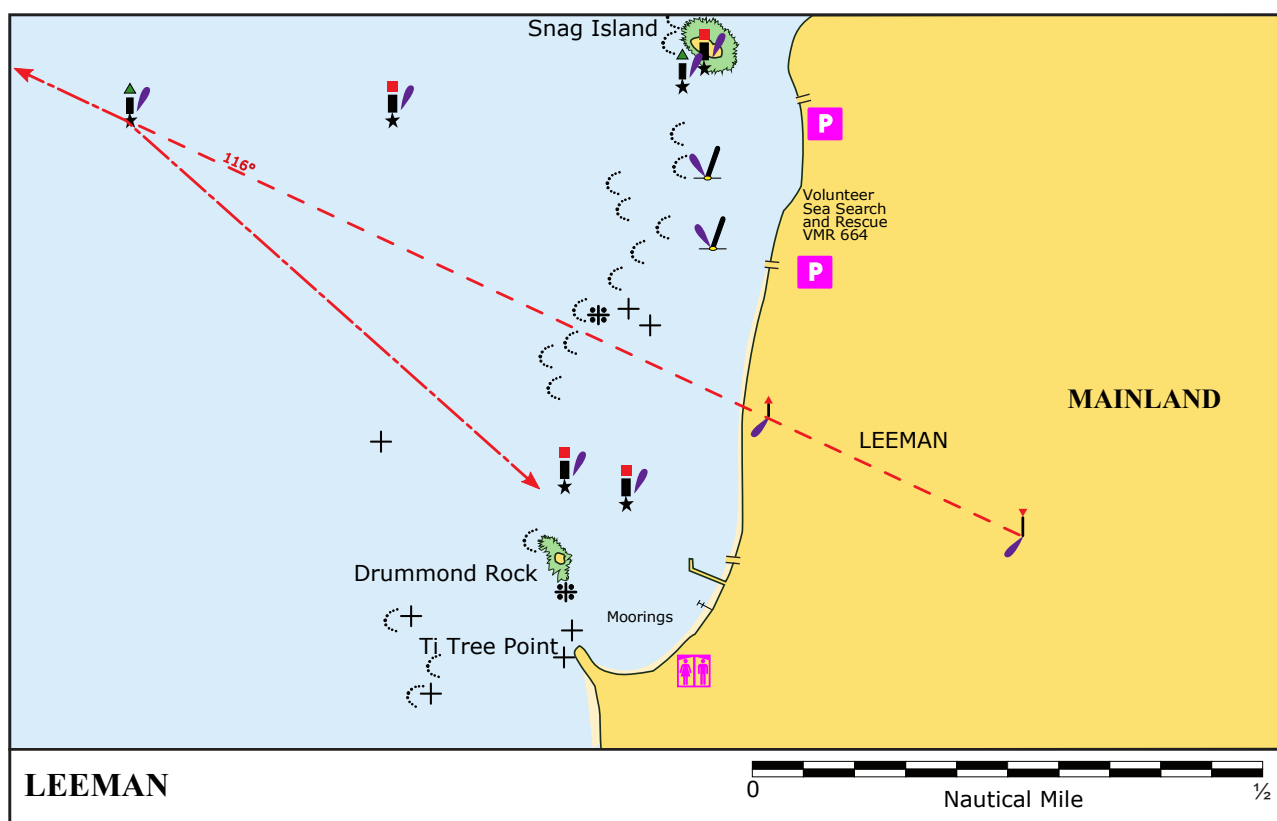 Snag Island
116°
P
Volunteer
Sea Search
and Rescue
VMR 664
P
MAINLAND
LEEMAN
Drummond Rock
Moorings
Ti Tree Point
LEEMAN
0
½
Nautical Mile